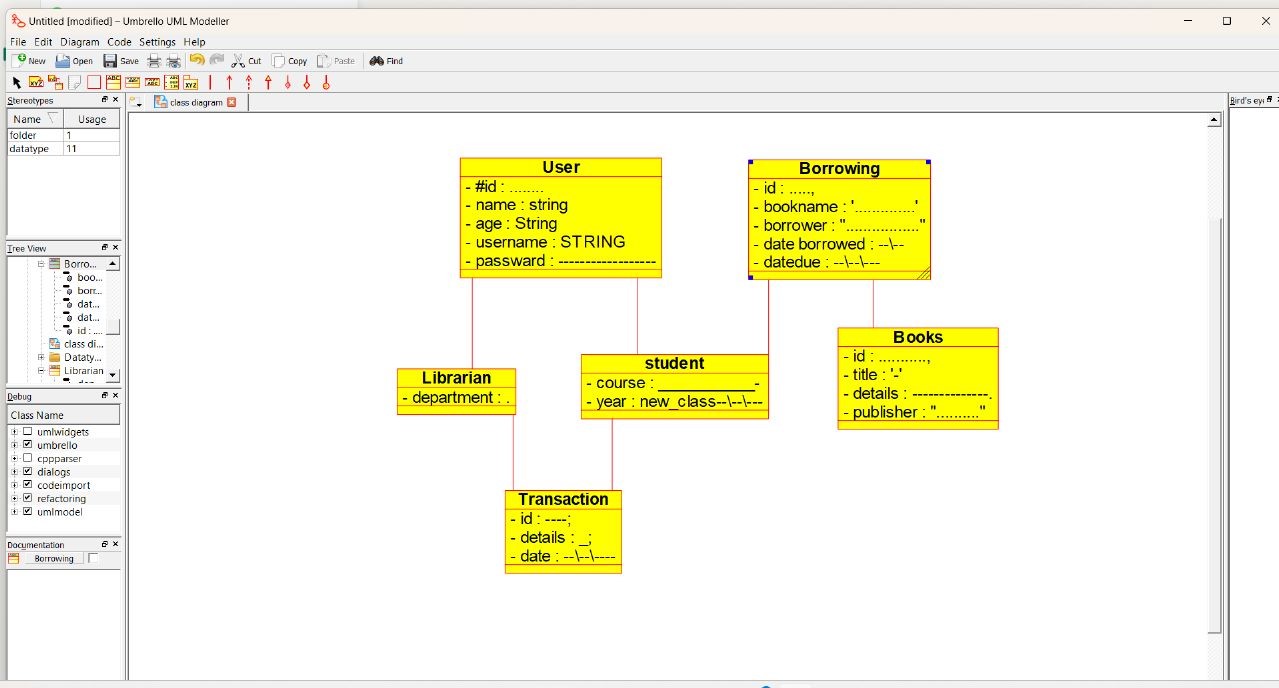 Untitled [modified] – Umbrello UML Modeller
File Edit Diagram Code Settings Help
New Open Save Cut Copy Paste Find
Stereotypes
class diagram
Bird's ey
Name Usage
folder 1
datatype 11
Tree View
Borro...
boo...
borr...
dat...
dat...
id : ....
class di...
Dataty...
Librarian
Debug
Class Name
umlwidgets
umbrello
cppparser
dialogs
codeimport
refactoring
umlmodel
Documentation
Borrowing
User
- #id : ........
- name : string
- age : String
- username : STRING
- passward : ------------------
Borrowing
- id : .....,
- bookname : '..............'
- borrower : "................."
- date borrowed : --\--
- datedue : --\--\---
Librarian
- department : .
student
- course : ____________-
- year : new_class--\--\---
Books
- id : ...........,
- title : '-'
- details : --------------.
- publisher : ".........."
Transaction
- id : ----;
- details : _;
- date : --\--\----